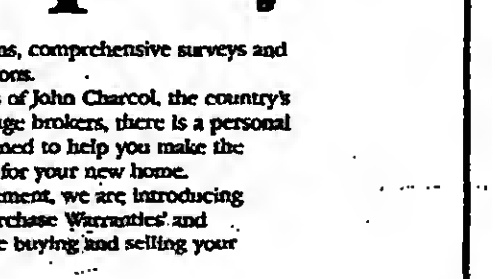 ns, comprehensive surveys and
ons.
of John Charcol, the country's
age brokers, there is a personal
ned to help you make the
for your new home.
ement, we are introducing
rchase Warranties' and
e buying and selling your